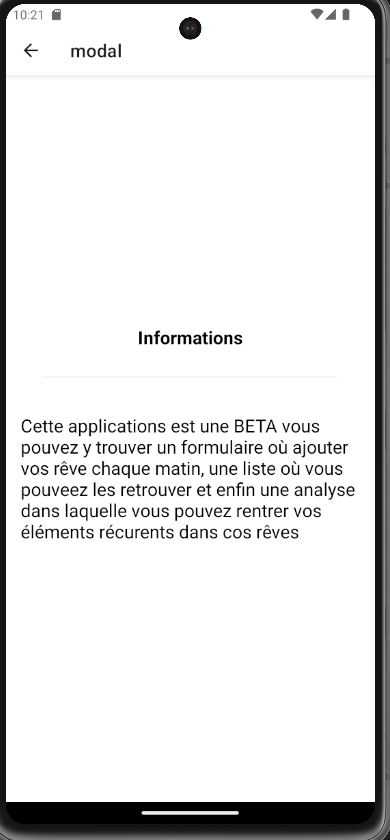 10:21
modal
Informations
Cette applications est une BETA vous
pouvez y trouver un formulaire où ajouter
vos rêve chaque matin, une liste où vous
pouveez les retrouver et enfin une analyse
dans laquelle vous pouvez rentrer vos
éléments récurents dans cos rêves